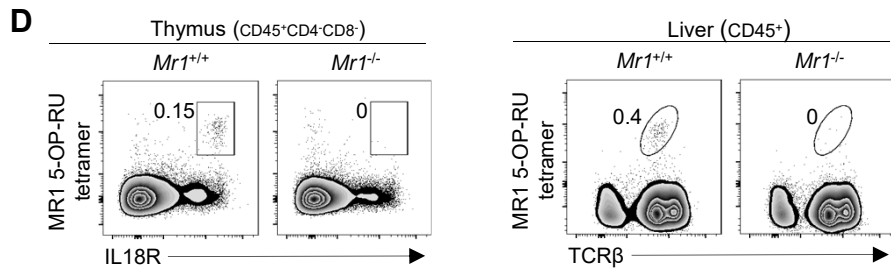 D
Thymus (CD45⁺CD4⁻CD8⁻)
Mr1⁺/⁺
Mr1⁻/⁻
MR1 5-OP-RU
tetramer
0.15
0
IL18R
Liver (CD45⁺)
Mr1⁺/⁺
Mr1⁻/⁻
MR1 5-OP-RU
tetramer
0.4
0
TCRβ